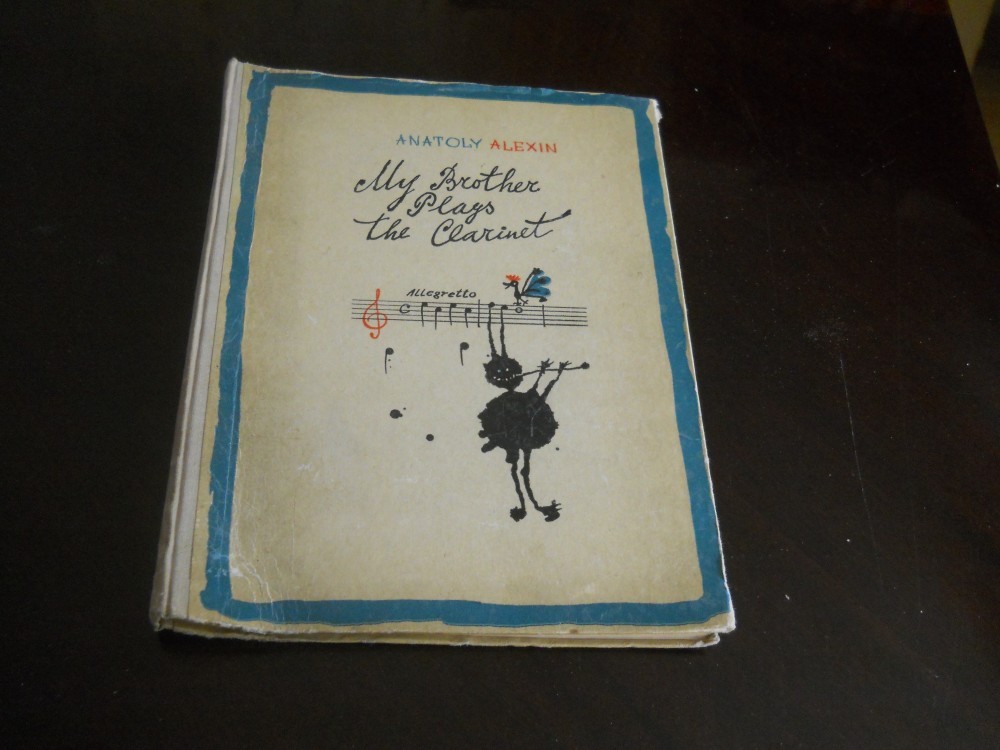 ANATOLY ALEXIN
My Brother
Plays
the Clarinet
Allegretto